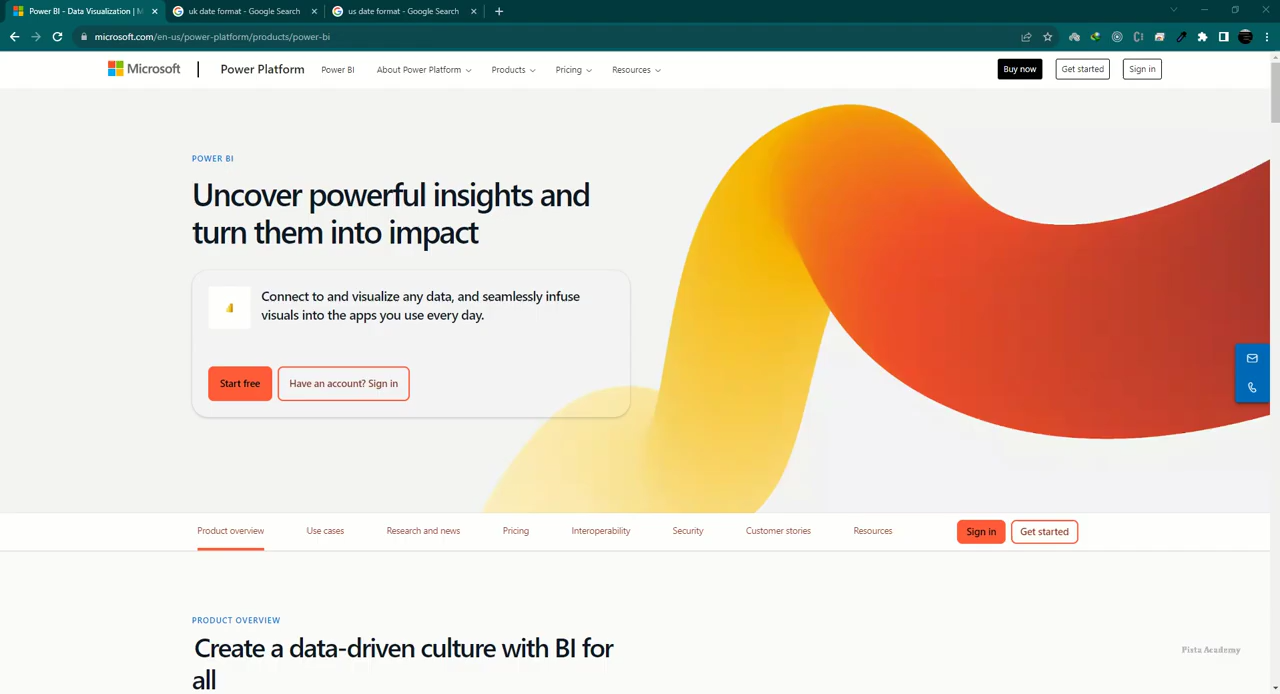 Power BI - Data Visualization | M
uk date format - Google Search
us date format - Google Search
microsoft.com/en-us/power-platform/products/power-bi
Microsoft
Power Platform
Power BI
About Power Platform
Products
Pricing
Resources
Buy now
Get started
Sign in
POWER BI
Uncover powerful insights and
turn them into impact
Connect to and visualize any data, and seamlessly infuse
visuals into the apps you use every day.
Start free
Have an account? Sign in
Product overview
Use cases
Research and news
Pricing
Interoperability
Security
Customer stories
Resources
Sign in
Get started
PRODUCT OVERVIEW
Create a data-driven culture with BI for
all
Pista Academy